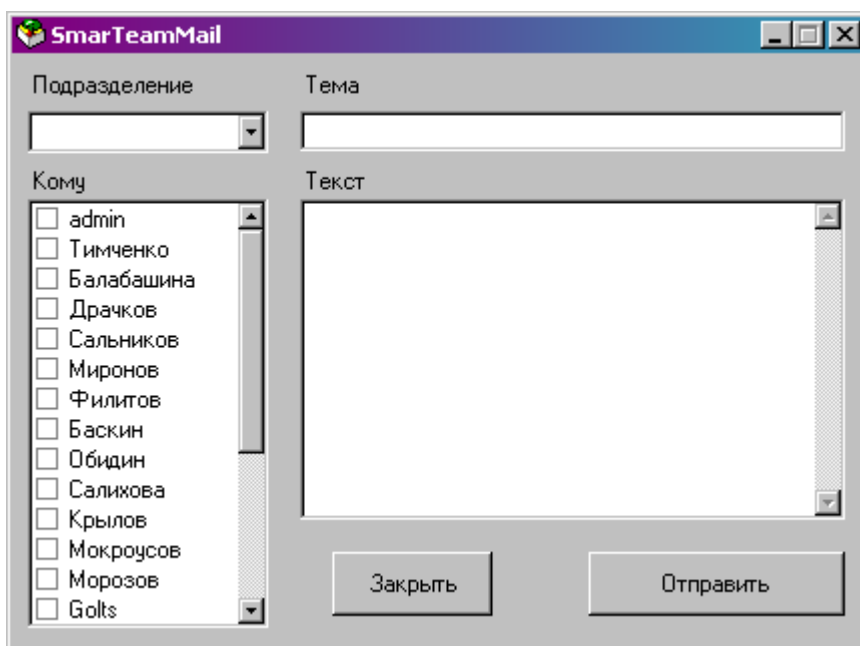 SmarTeamMail
Подразделение
Тема
Кому
Текст
admin
Тимченко
Балабашина
Драчков
Сальников
Миронов
Филитов
Баскин
Обидин
Салихова
Крылов
Мокроусов
Морозов
Golts
Закрыть
Отправить